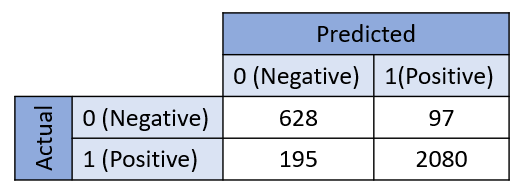 Predicted
0 (Negative) 1(Positive)
Actual
0 (Negative) 628 97
1 (Positive) 195 2080